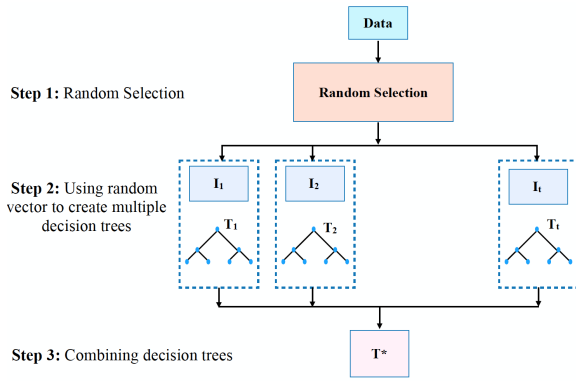 Data
Step 1: Random Selection
Random Selection
Step 2: Using random
vector to create multiple
decision trees
I₁
I₂
Iₜ
T₁
T₂
Tₜ
Step 3: Combining decision trees
T*